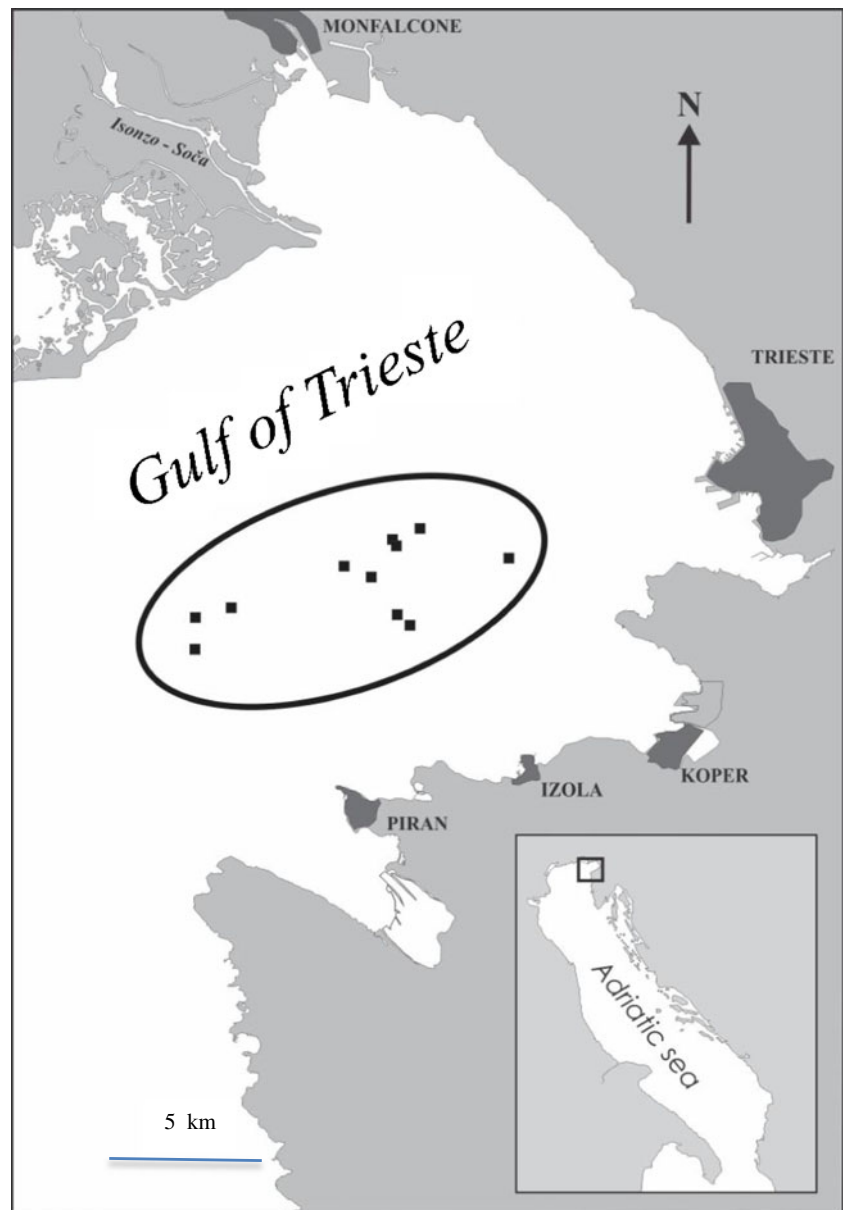 MONFALCONE
Isonzo - Soča
N
TRIESTE
Gulf of Trieste
KOPER
IZOLA
PIRAN
Adriatic sea
5 km